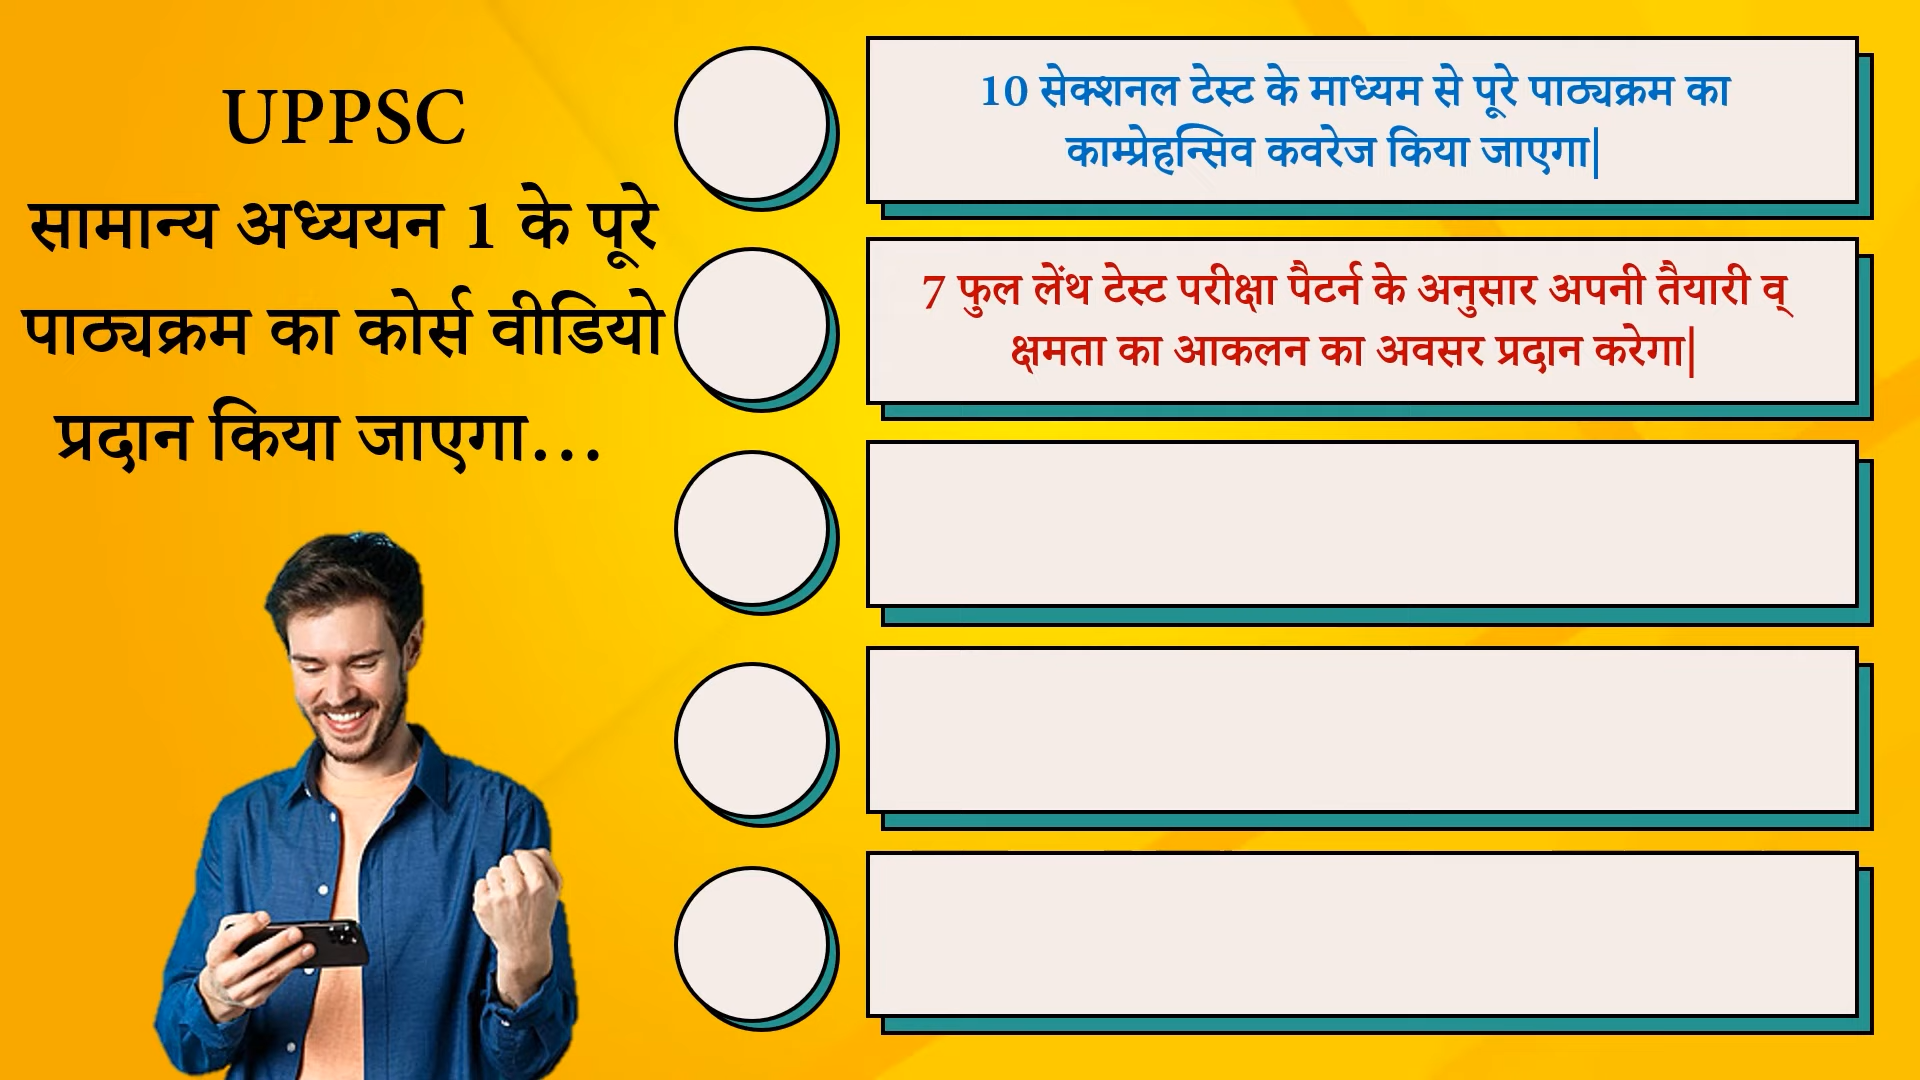 UPPSC
सामान्य अध्ययन 1 के पूरे
पाठ्यक्रम का कोर्स वीडियो
प्रदान किया जाएगा...
10 सेक्शनल टेस्ट के माध्यम से पूरे पाठ्यक्रम का
काम्प्रेहन्सिव कवरेज किया जाएगा|
7 फुल लेंथ टेस्ट परीक्षा पैटर्न के अनुसार अपनी तैयारी व्
क्षमता का आकलन का अवसर प्रदान करेगा|